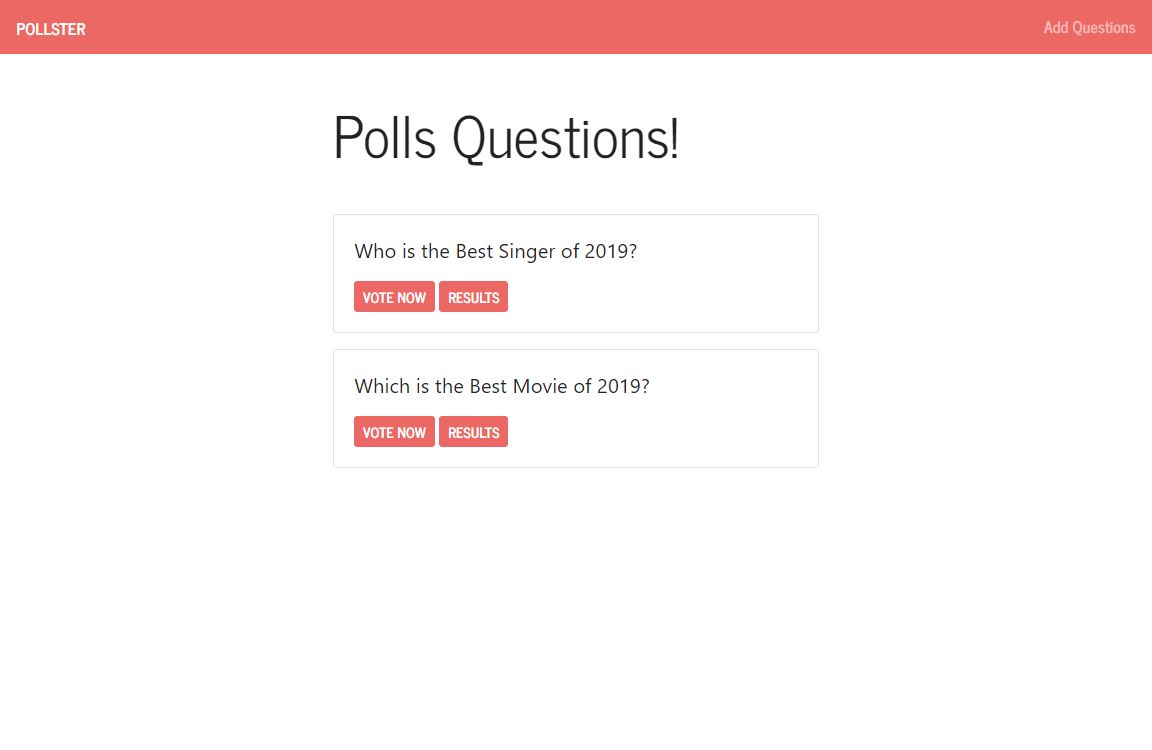 POLLSTER
Add Questions
Polls Questions!
Who is the Best Singer of 2019?
VOTE NOW RESULTS
Which is the Best Movie of 2019?
VOTE NOW RESULTS